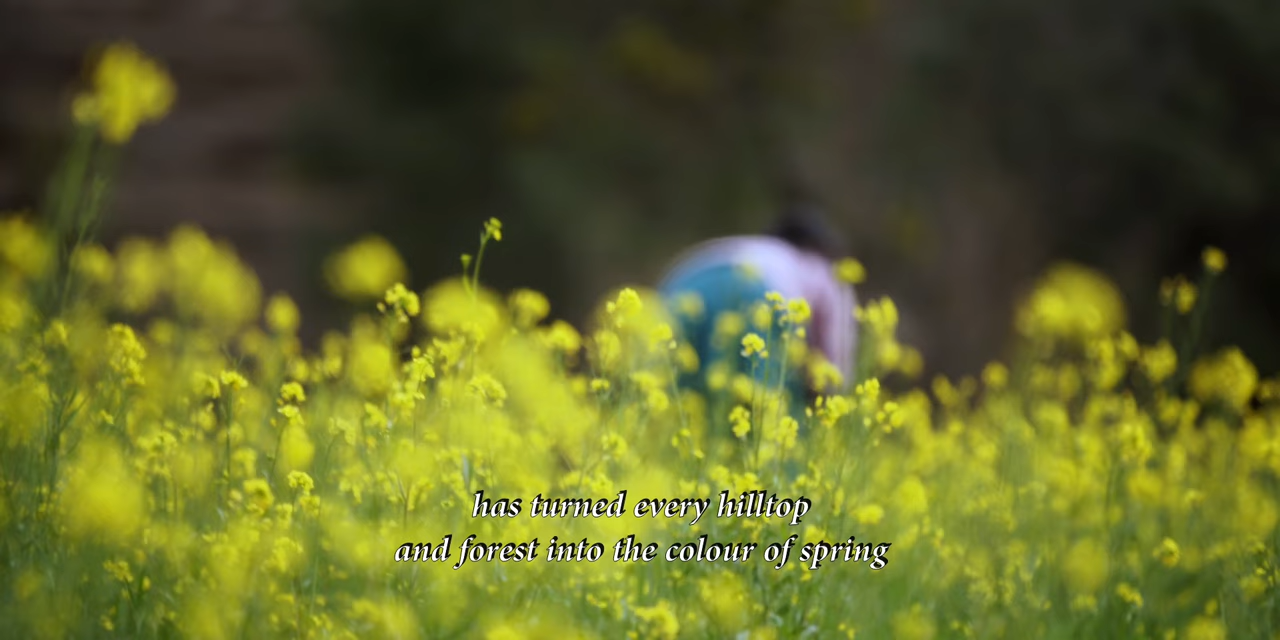 has turned every hilltop
and forest into the colour of spring